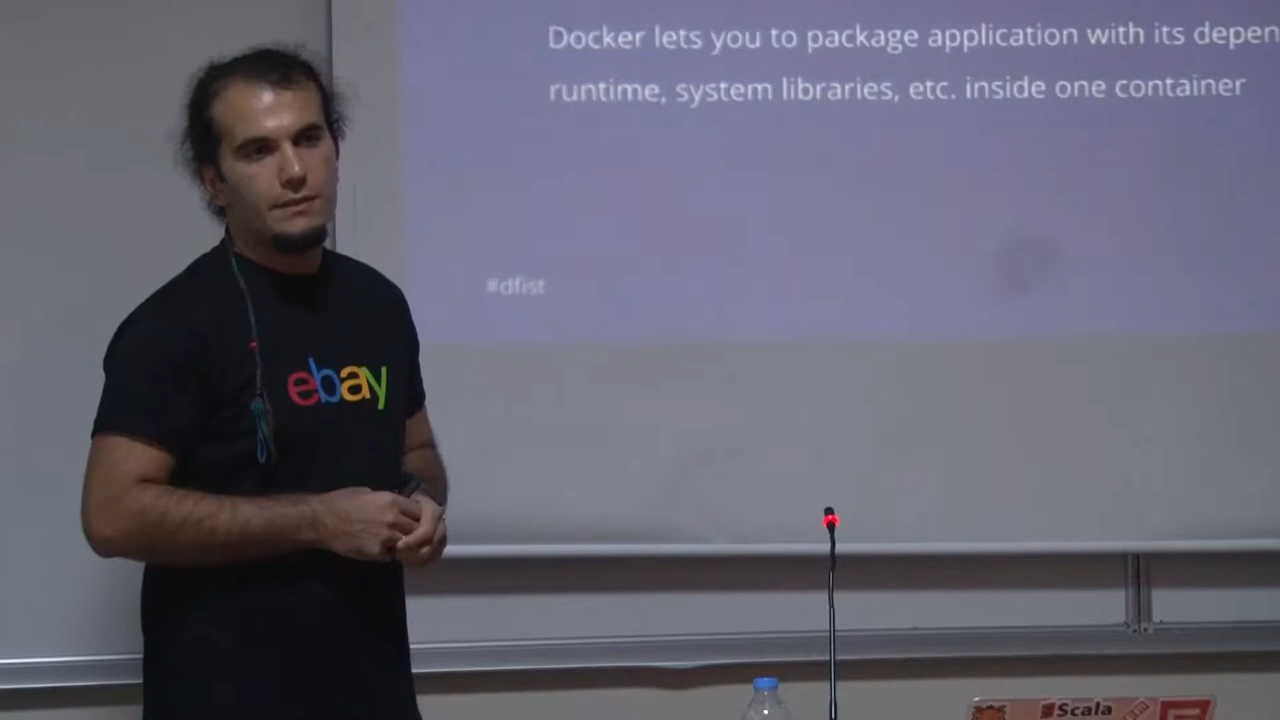 Docker lets you to package application with its depen
runtime, system libraries, etc. inside one container
#dfist
ebay
Scala